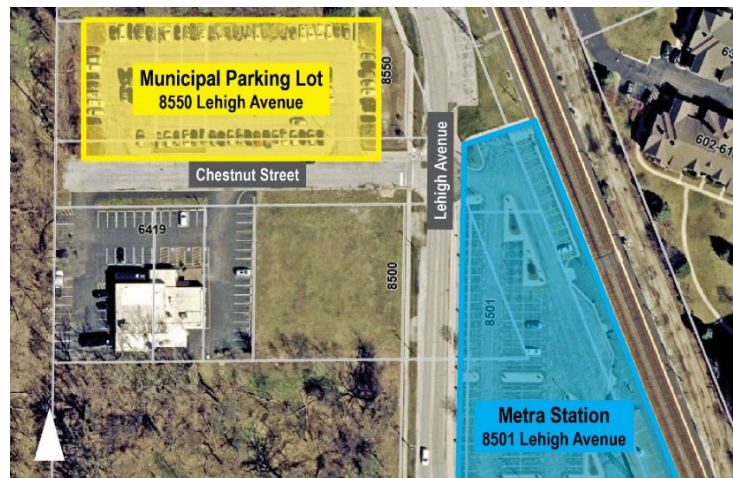 Municipal Parking Lot
8550 Lehigh Avenue
8550
Chestnut Street
Lehigh Avenue
602-61
6419
8500
8501
Metra Station
8501 Lehigh Avenue